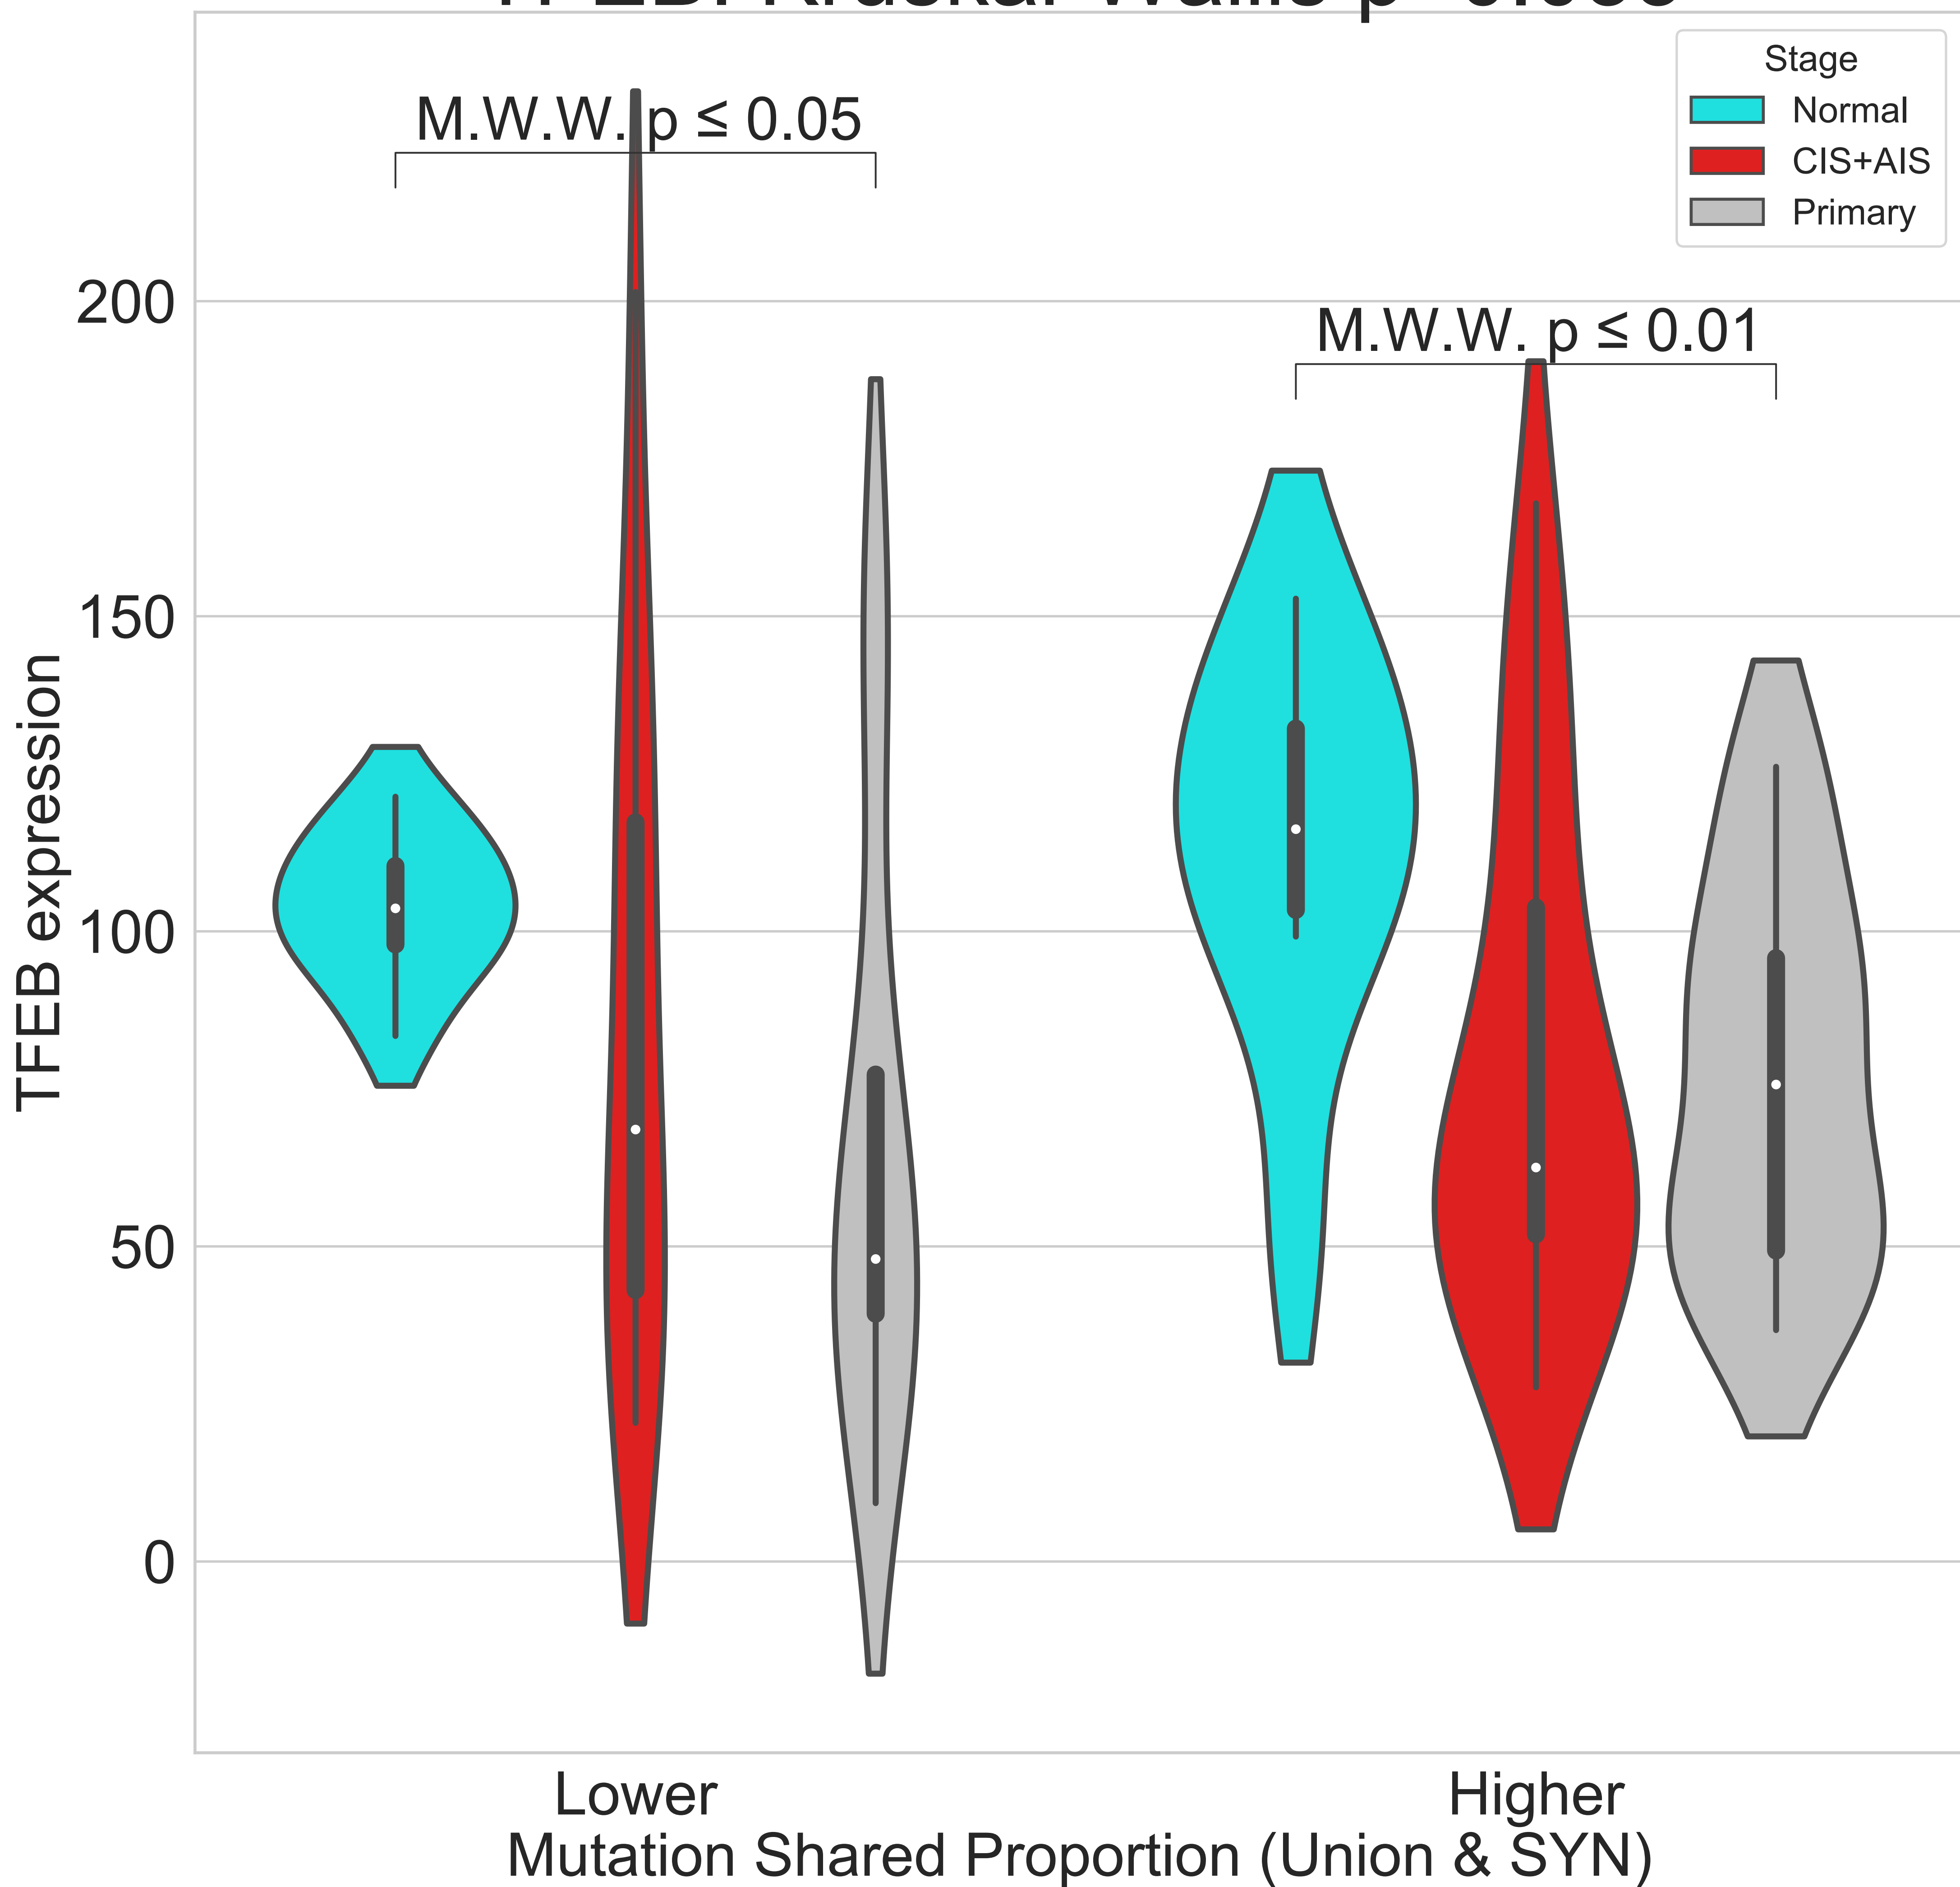 Stage
Normal
CIS+AIS
Primary
M.W.W. p ≤ 0.05
M.W.W. p ≤ 0.01
200
150
100
50
0
TFEB expression
Lower
Higher
Mutation Shared Proportion (Union & SYN)